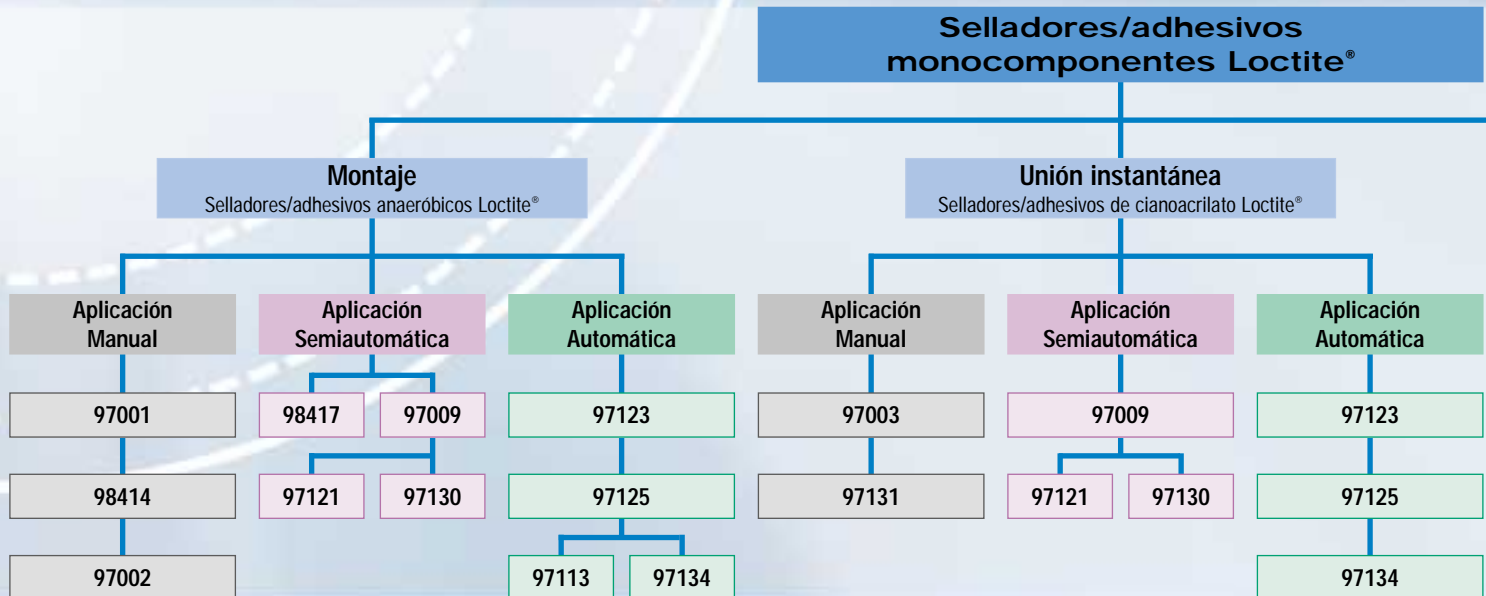 Selladores/adhesivos
monocomponentes Loctite®
Montaje
Selladores/adhesivos anaeróbicos Loctite®
Unión instantánea
Selladores/adhesivos de cianoacrilato Loctite®
Aplicación
Manual
Aplicación
Semiautomática
Aplicación
Automática
Aplicación
Manual
Aplicación
Semiautomática
Aplicación
Automática
97001
98417
97009
97123
97003
97009
97123
98414
97121
97130
97125
97131
97121
97130
97125
97002
97113
97134
97134